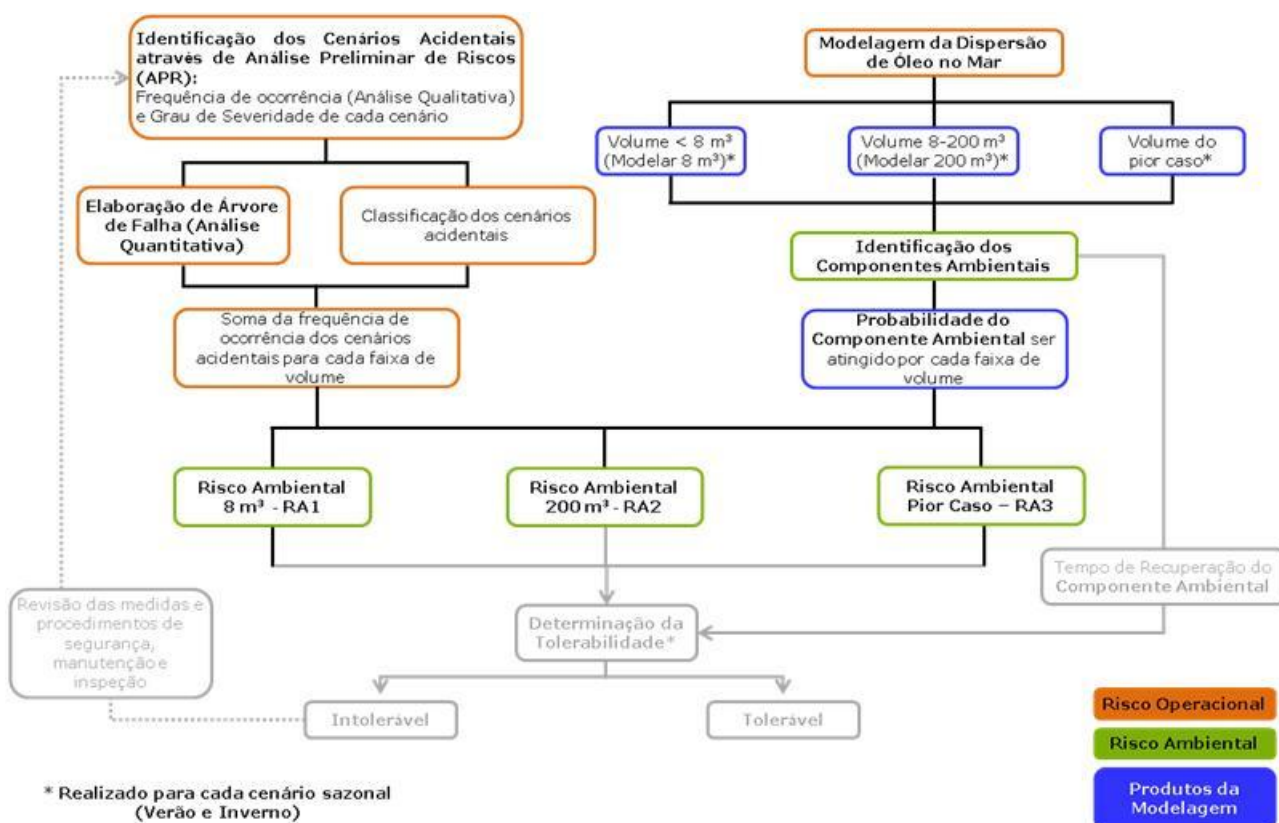 Identificação dos Cenários Acidentais
através de Análise Preliminar de Riscos
(APR):
Frequência de ocorrência (Análise Qualitativa)
e Grau de Severidade de cada cenário
Modelagem da Dispersão
de Óleo no Mar
Volume < 8 m³
(Modelar 8 m³)*
Volume 8-200 m³
(Modelar 200 m³)*
Volume do
pior caso*
Elaboração de Árvore
de Falha (Análise
Quantitativa)
Classificação dos cenários
acidentais
Identificação dos
Componentes Ambientais
Soma da frequência de
ocorrência dos cenários
acidentais para cada faixa de
volume
Probabilidade do
Componente Ambiental ser
atingido por cada faixa de
volume
Risco Ambiental
8 m³ - RA1
Risco Ambiental
200 m³ - RA2
Risco Ambiental
Pior Caso – RA3
Tempo de Recuperação do
Componente Ambiental
Revisão das medidas e
procedimentos de
segurança,
manutenção e
inspeção
Determinação da
Tolerabilidade*
Intolerável
Tolerável
Risco Operacional
Risco Ambiental
Produtos da
Modelagem
* Realizado para cada cenário sazonal
(Verão e Inverno)